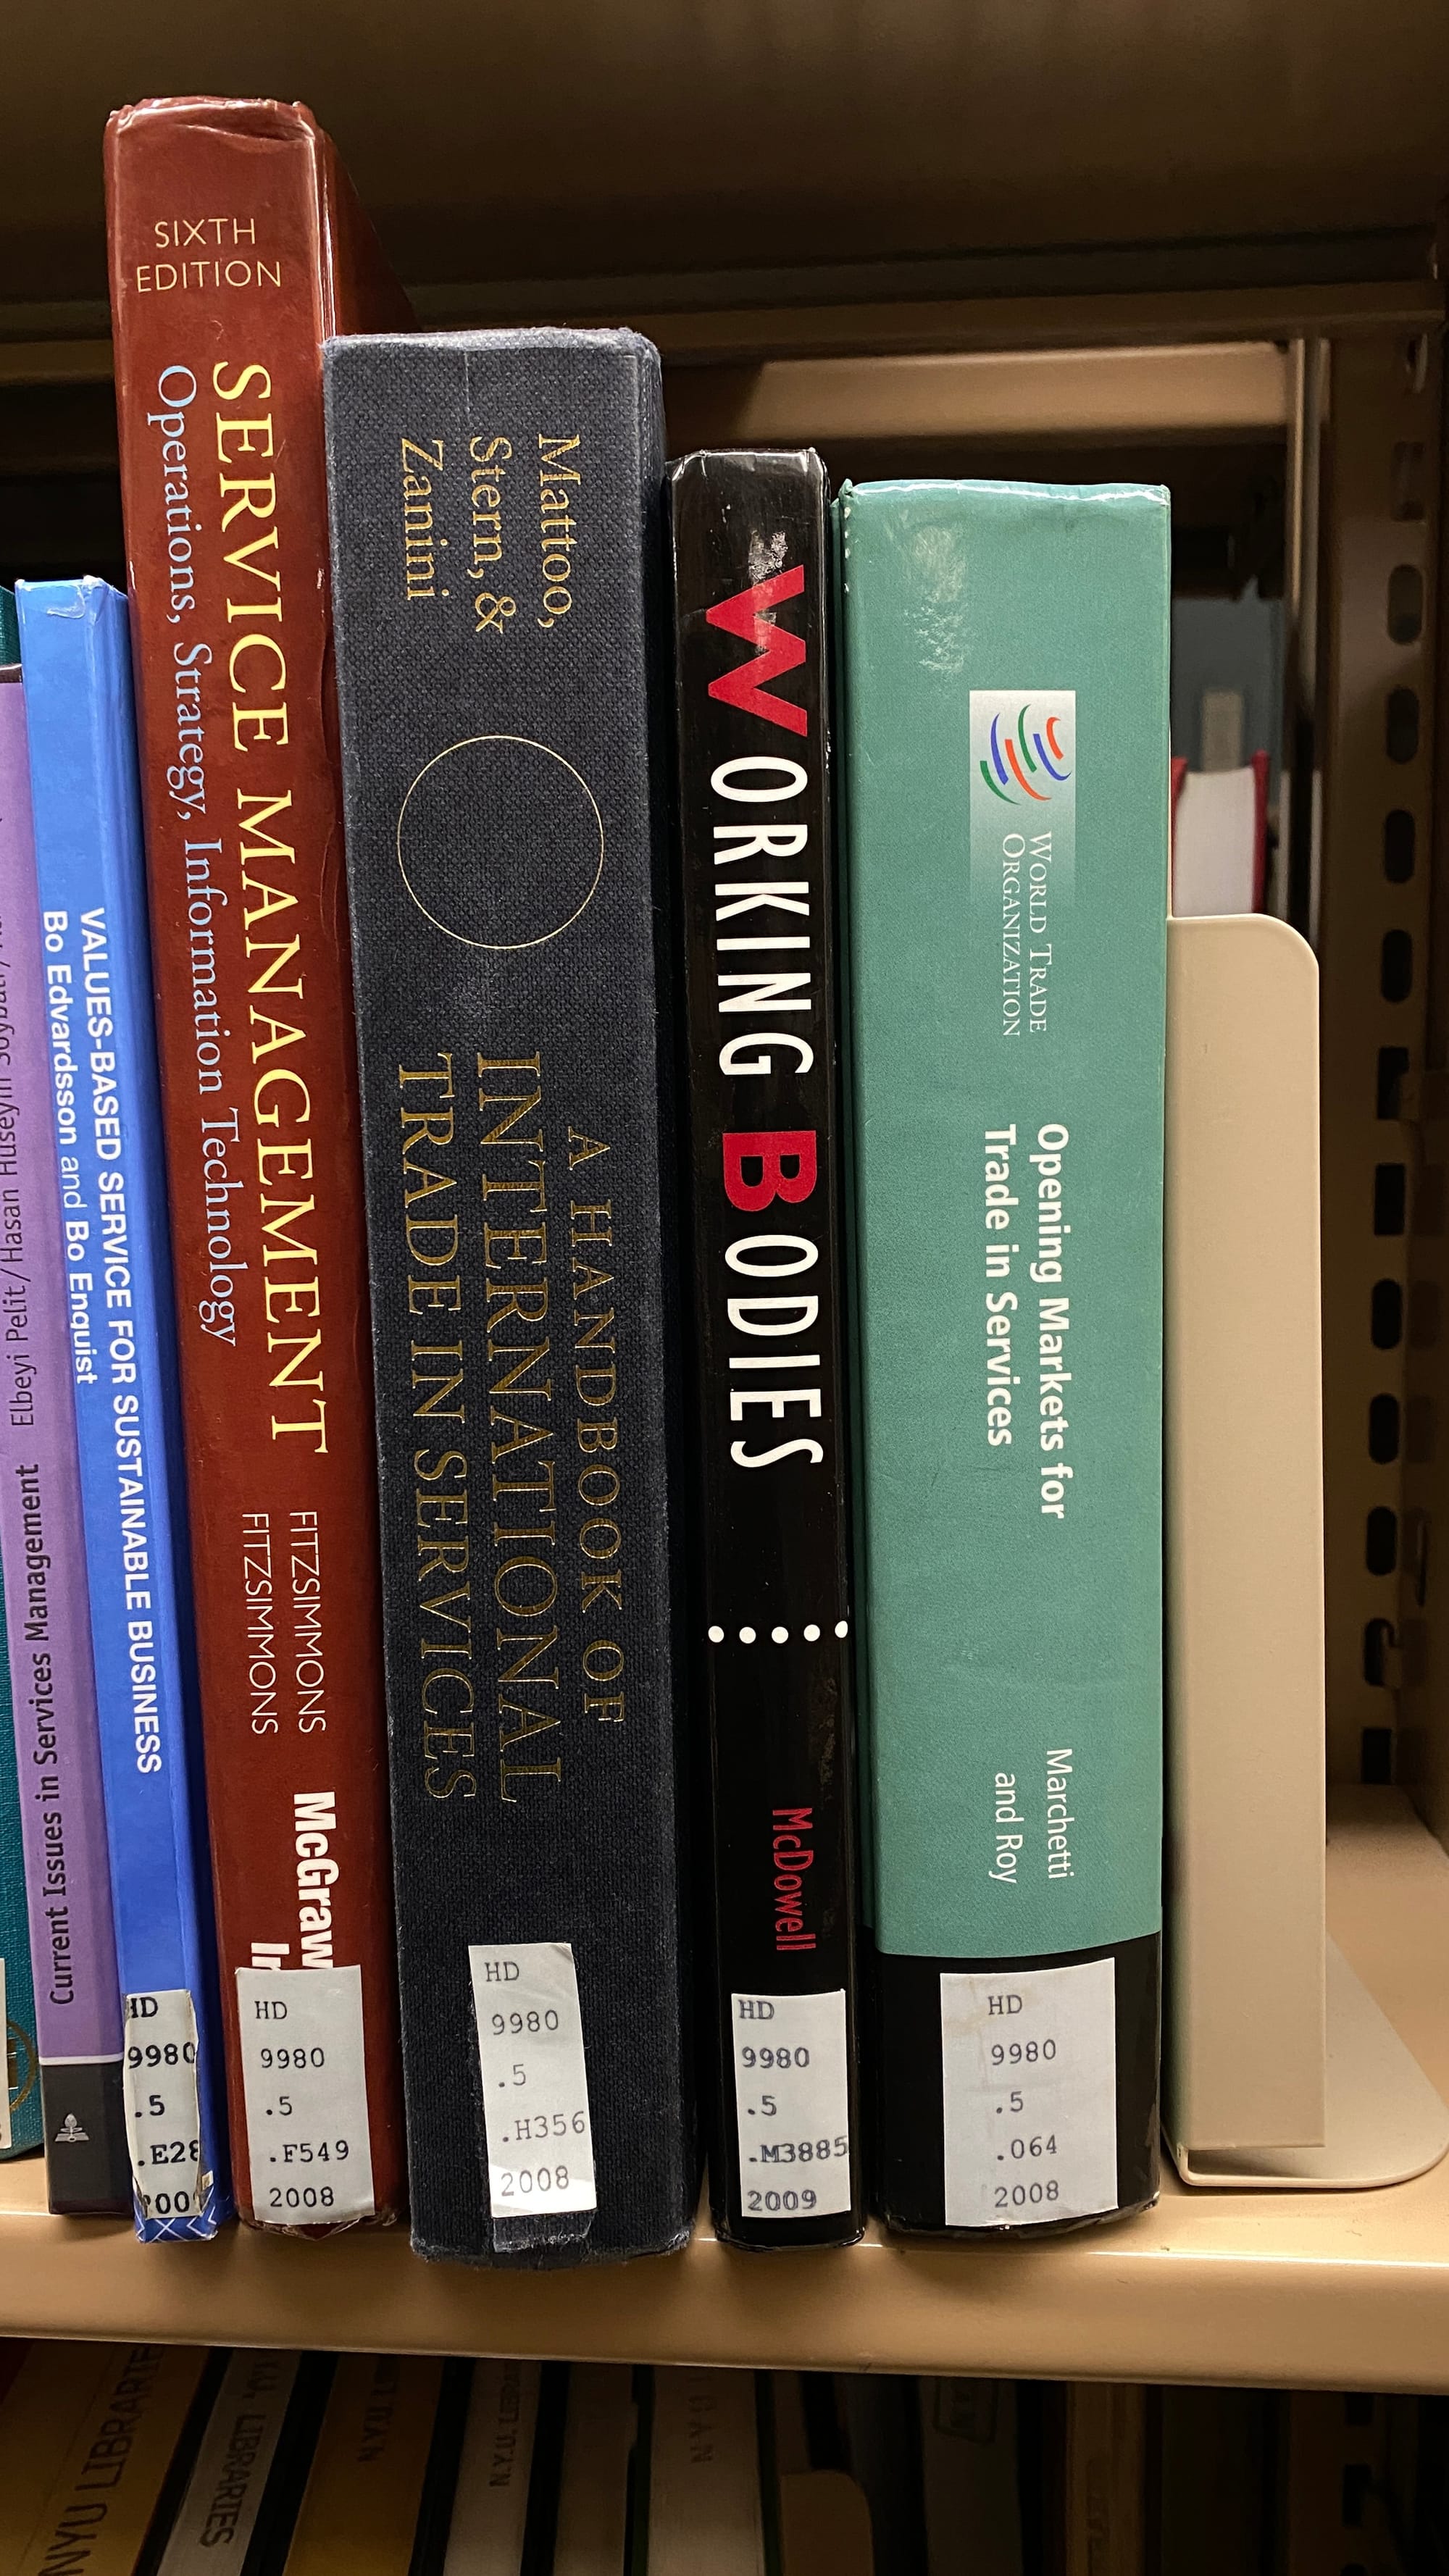 Elbeyi Pelit / Hasan Hüseyin
Current Issues in Services Management
VALUES-BASED SERVICE FOR SUSTAINABLE BUSINESS
Bo Edvardsson and Bo Enquist
HD
9980
.5
SIXTH
EDITION
SERVICE MANAGEMENT
Operations, Strategy, Information Technology
FITZSIMMONS
FITZSIMMONS
McGraw
HD
9980
.5
.F549
2008
Mattoo,
Stern, &
Zanini
A HANDBOOK OF
INTERNATIONAL
TRADE IN SERVICES
HD
9980
.5
.H356
2008
WORKING BODIES
McDowell
HD
9980
.5
.M3885
2009
WORLD TRADE
ORGANIZATION
Opening Markets for
Trade in Services
Marchetti
and Roy
HD
9980
.5
.O64
2008
NYU LIBRARIES
LIBRARIES